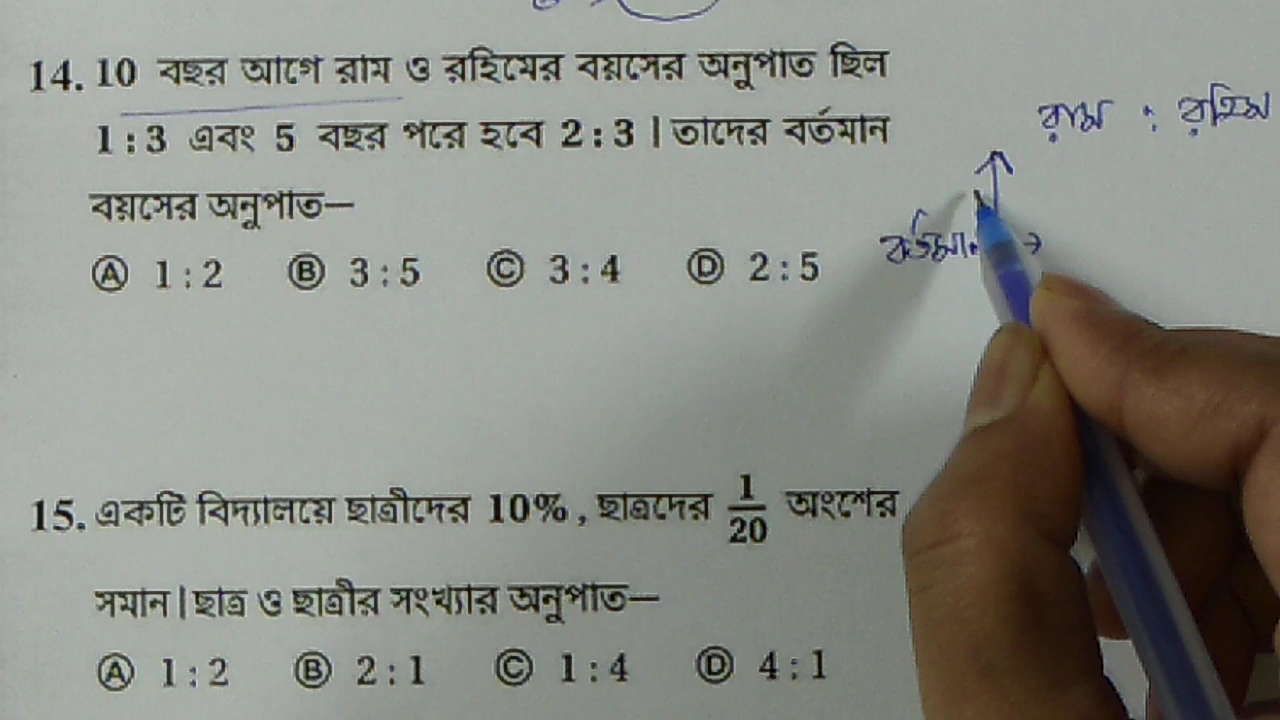 14. 10 বছর আগে রাম ও রহিমের বয়সের অনুপাত ছিল
1 : 3 এবং 5 বছর পরে হবে 2 : 3 | তাদের বর্তমান
বয়সের অনুপাত—
Ⓐ 1 : 2 Ⓑ 3 : 5 Ⓒ 3 : 4 Ⓓ 2 : 5
রাম : রহিম
15. একটি বিদ্যালয়ে ছাত্রীদের 10%, ছাত্রদের 1/20 অংশের
সমান | ছাত্র ও ছাত্রীর সংখ্যার অনুপাত—
Ⓐ 1 : 2 Ⓑ 2 : 1 Ⓒ 1 : 4 Ⓓ 4 : 1